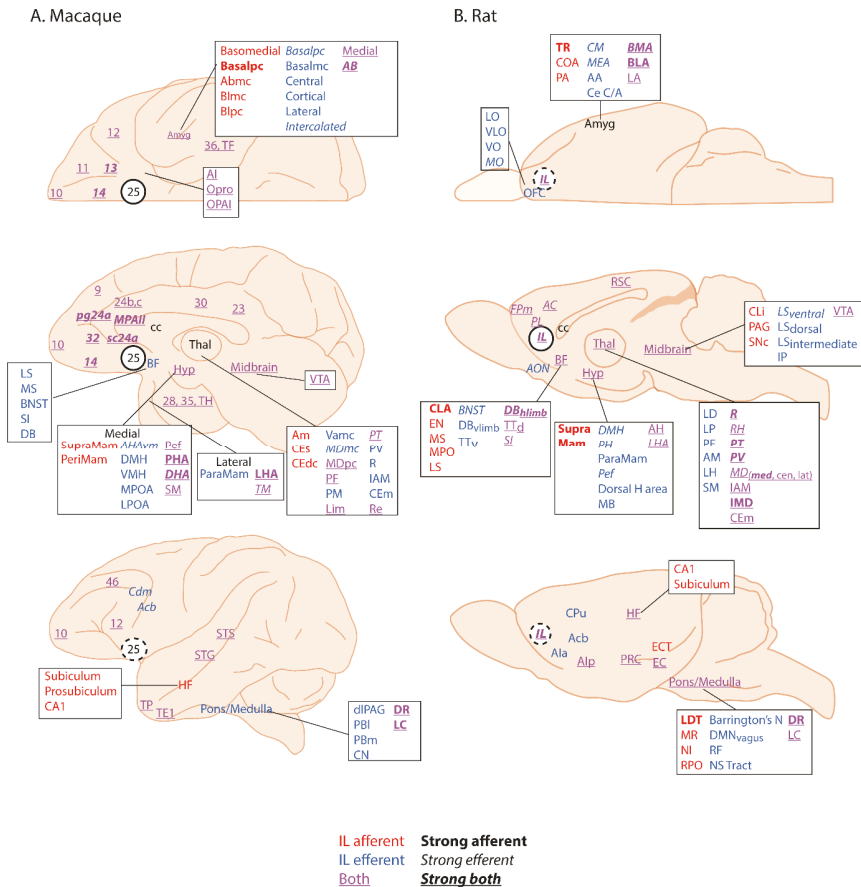 A. Macaque
B. Rat
Basomedial Basalpc Medial
Basalpc Basalmc AB
Abmc Central
Blmc Cortical
Blpc Lateral
Intercalated
Amyg
12
36, TF
11 13
AI
Opro
OPAI
10 14 25
TR CM BMA
COA MEA BLA
PA AA LA
Ce C/A
Amyg
LO
VLO
VO
MO
IL
OFC
9
24b,c
30
23
pg24a MPAll
cc
10 32 sc24a
Thal
14 25 BF
Hyp
Midbrain
VTA
28, 35, TH
LS
MS
BNST
SI
DB
Medial
SupraMam AHAvm Pef
PeriMam DMH PHA
VMH DHA
MPOA SM
LPOA
Lateral
ParaMam LHA
TM
Am Vamc PT
CEs MDmc PV
CEdc MDpc R
PF IAM
PM CEm
Lim Re
RSC
FPm AC
PL
IL cc
Thal
Midbrain
AON BF
Hyp
CLi LSventral VTA
PAG LSdorsal
SNc LSintermediate
IP
CLA BNST DBhlimb
EN DBvlimb TTd
MS TTv SI
MPO
LS
Supra DMH AH
Mam PH LHA
ParaMam
Pef
Dorsal H area
MB
LD R
LP RH
PF PT
AM PV
LH MD(med, cen, lat)
SM IAM
IMD
CEm
46
Cdm
Acb
10 12
25
STS
STG
HF
TP
TE1
Pons/Medulla
Subiculum
Prosubiculum
CA1
dlPAG DR
PBl LC
PBm
CN
CA1
Subiculum
CPu HF
IL
Acb
AIa
AIp PRC ECT
EC
Pons/Medulla
LDT Barrington's N DR
MR DMNvagus LC
NI RF
RPO NS Tract
IL afferent Strong afferent
IL efferent Strong efferent
Both Strong both